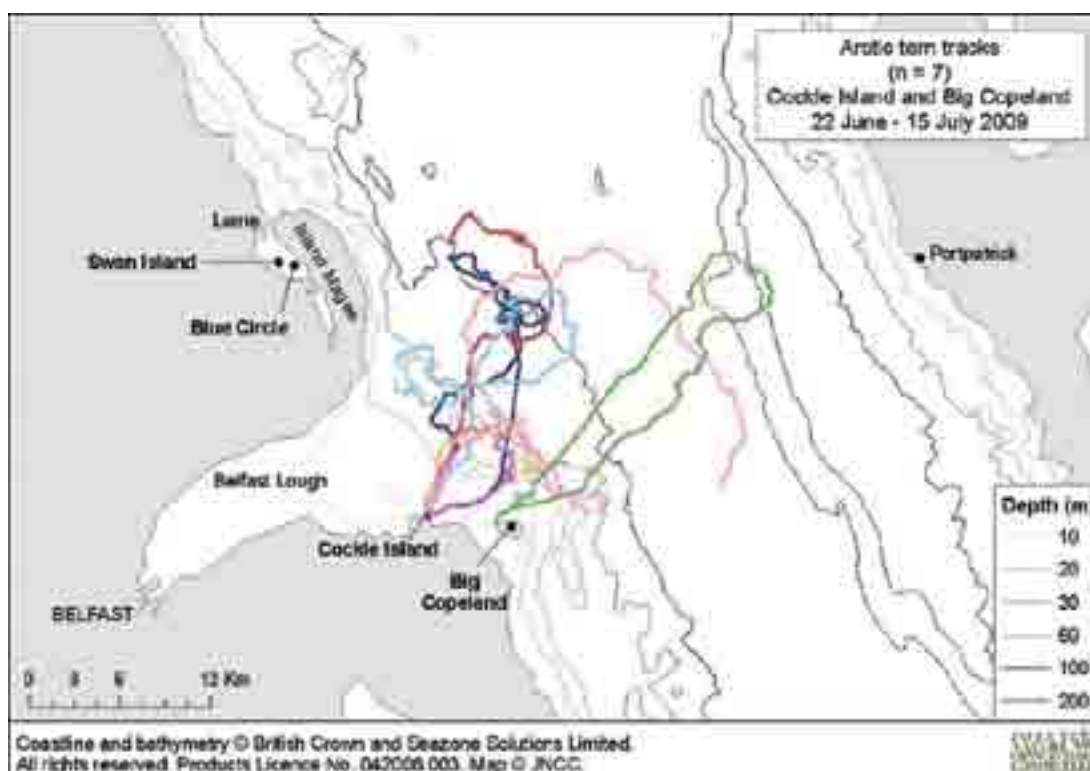 Arctic tern tracks
(n = 7)
Cockle Island and Big Copeland
22 June - 15 July 2009
Larne
Swan Island
Island Magee
Blue Circle
Portpatrick
Belfast Lough
Cockle Island
Big
Copeland
BELFAST
Depth (m)
10
20
30
60
100
200
0 3 6 12 Km
Coastline and bathymetry © British Crown and Seazone Solutions Limited.
All rights reserved. Products Licence No. 042006.003. Map © JNCC